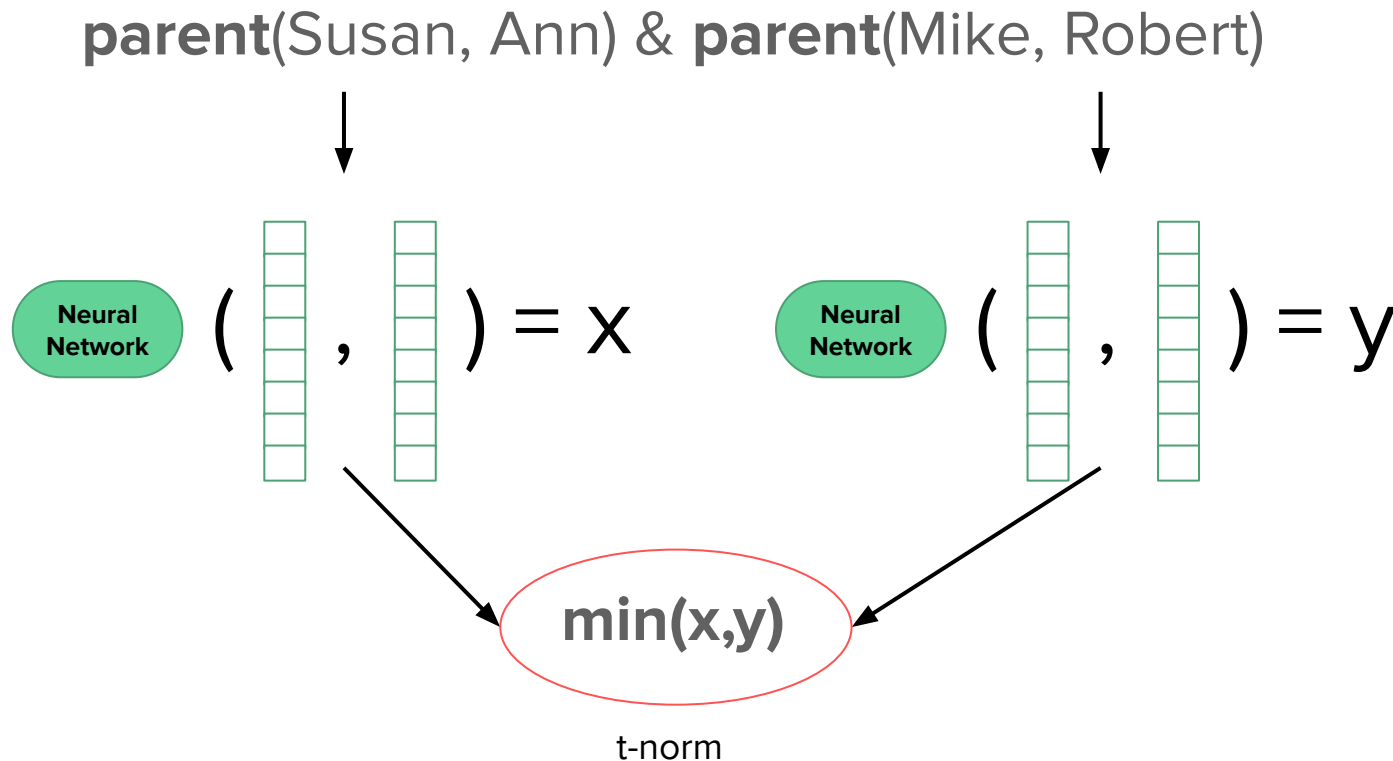 parent(Susan, Ann) & parent(Mike, Robert)
Neural
Network
( , ) = x
Neural
Network
( , ) = y
min(x,y)
t-norm